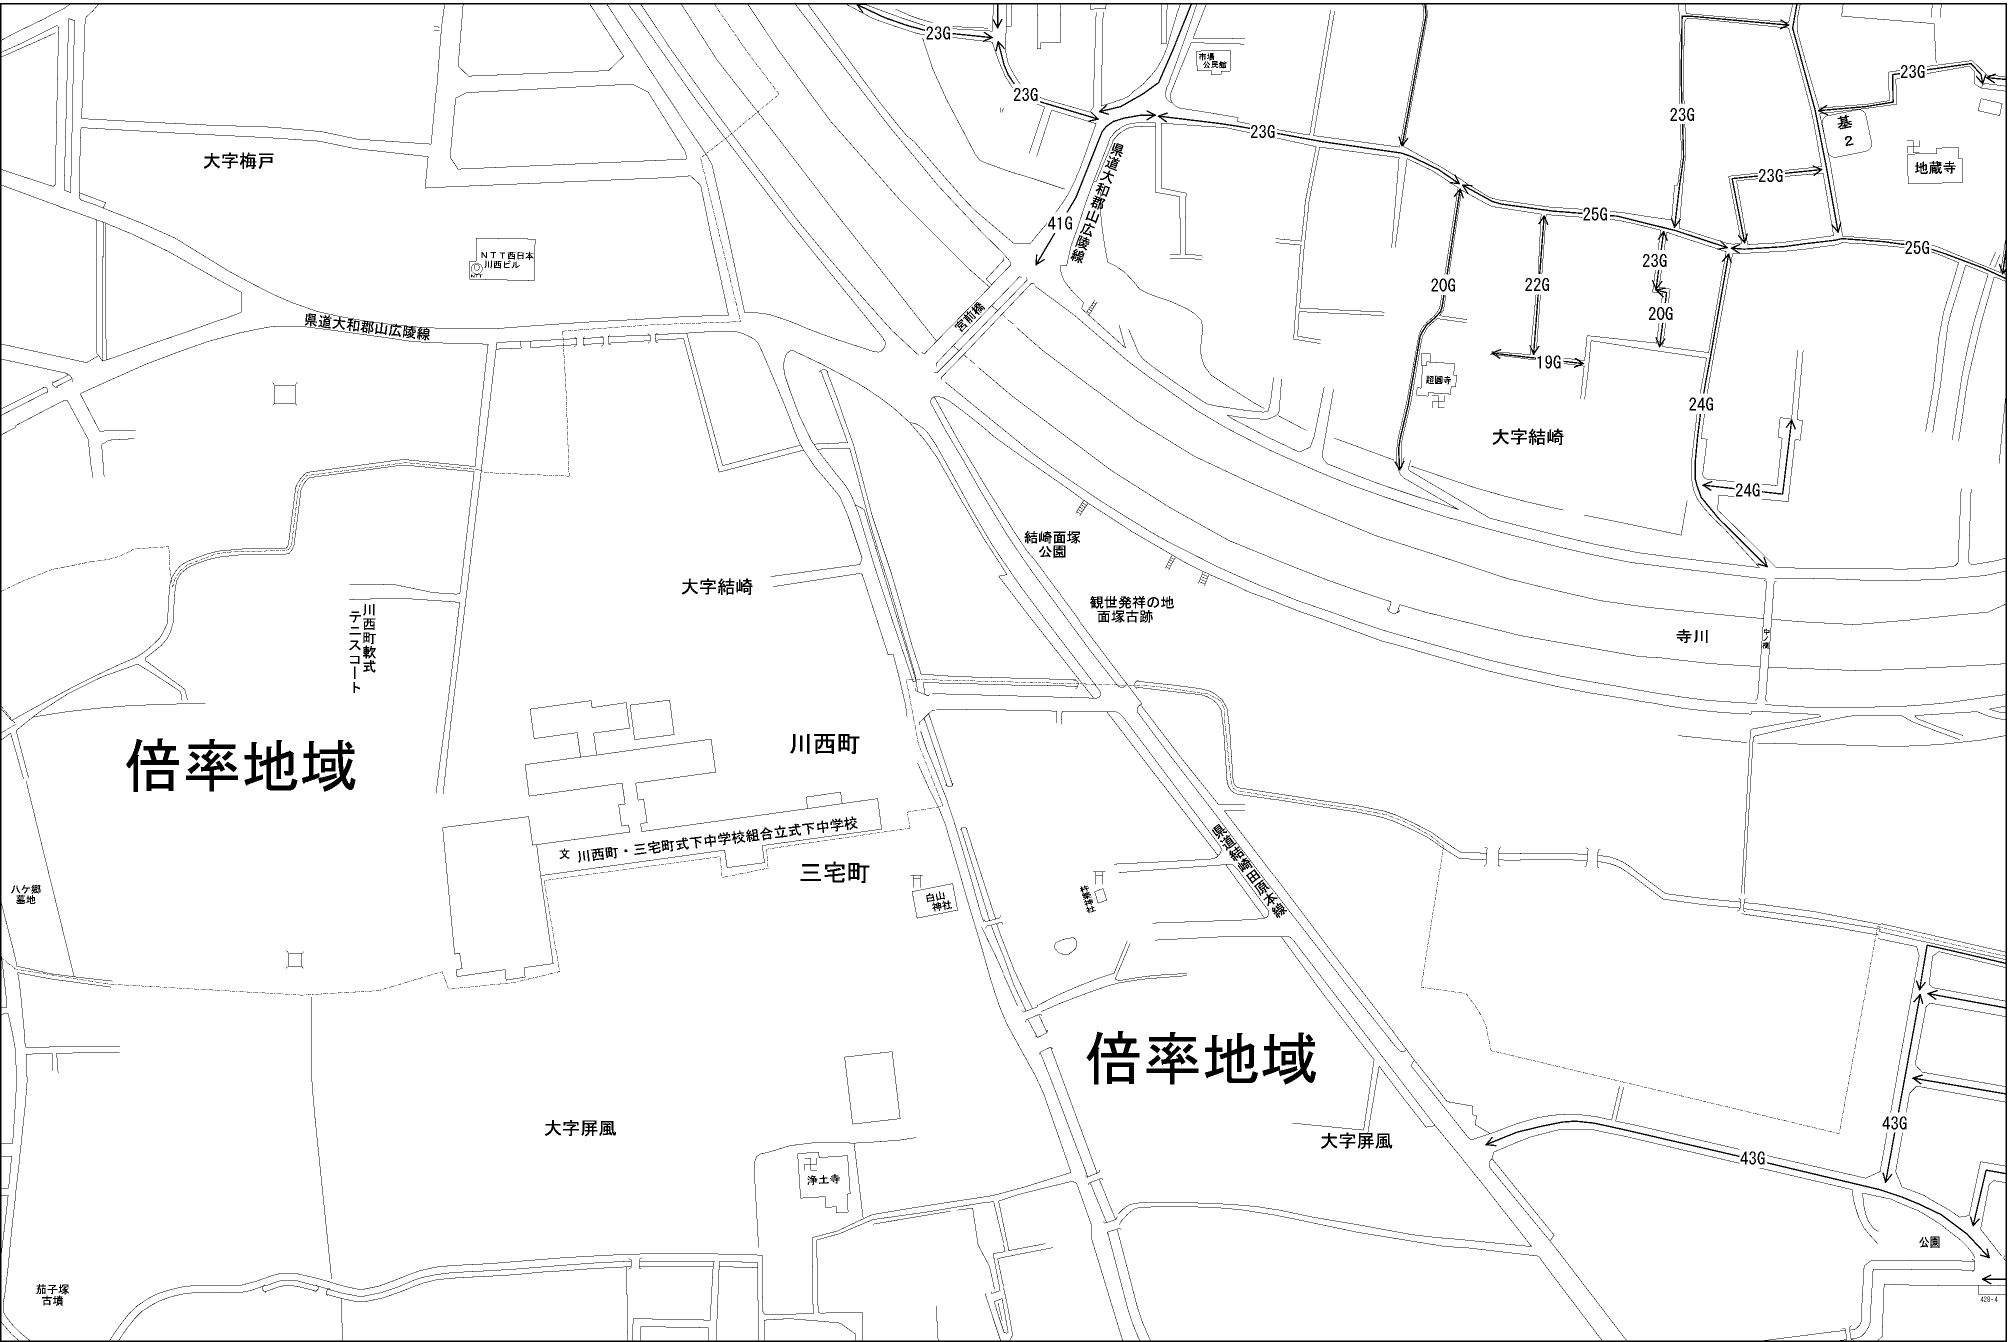 23G
23G
市場
公民館
23G
23G
23G
基
2
地蔵寺
23G
大字梅戸
県道大和郡山広陵線
41G
25G
25G
NTT西日本
川西ビル
NTT
20G
22G
23G
20G
県道大和郡山広陵線
宮前橋
19G
超圓寺
24G
大字結崎
24G
結崎面塚
公園
大字結崎
観世発祥の地
面塚古跡
川西町軟式
テニスコート
寺川
倍率地域
川西町
文 川西町・三宅町式下中学校組合立式下中学校
三宅町
県道結崎田原本線
八ケ郷
墓地
白山
神社
倍率地域
大字屏風
大字屏風
43G
43G
浄土寺
公園
茄子塚
古墳